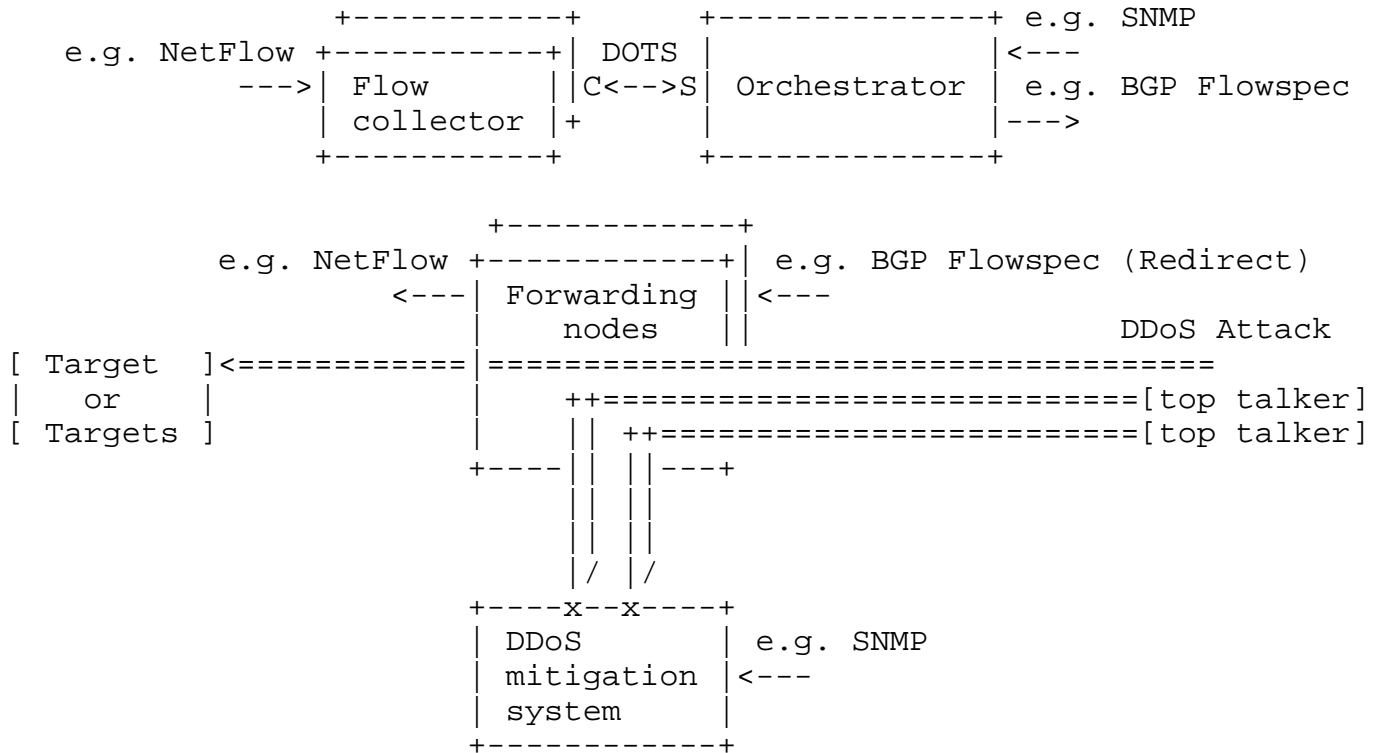 e.g. SNMP
e.g. NetFlow DOTS
Flow C<-->S Orchestrator e.g. BGP Flowspec
collector
e.g. NetFlow e.g. BGP Flowspec (Redirect)
Forwarding
nodes DDoS Attack
[ Target ]
or [top talker]
[ Targets ] [top talker]
x--x
DDoS e.g. SNMP
mitigation
system